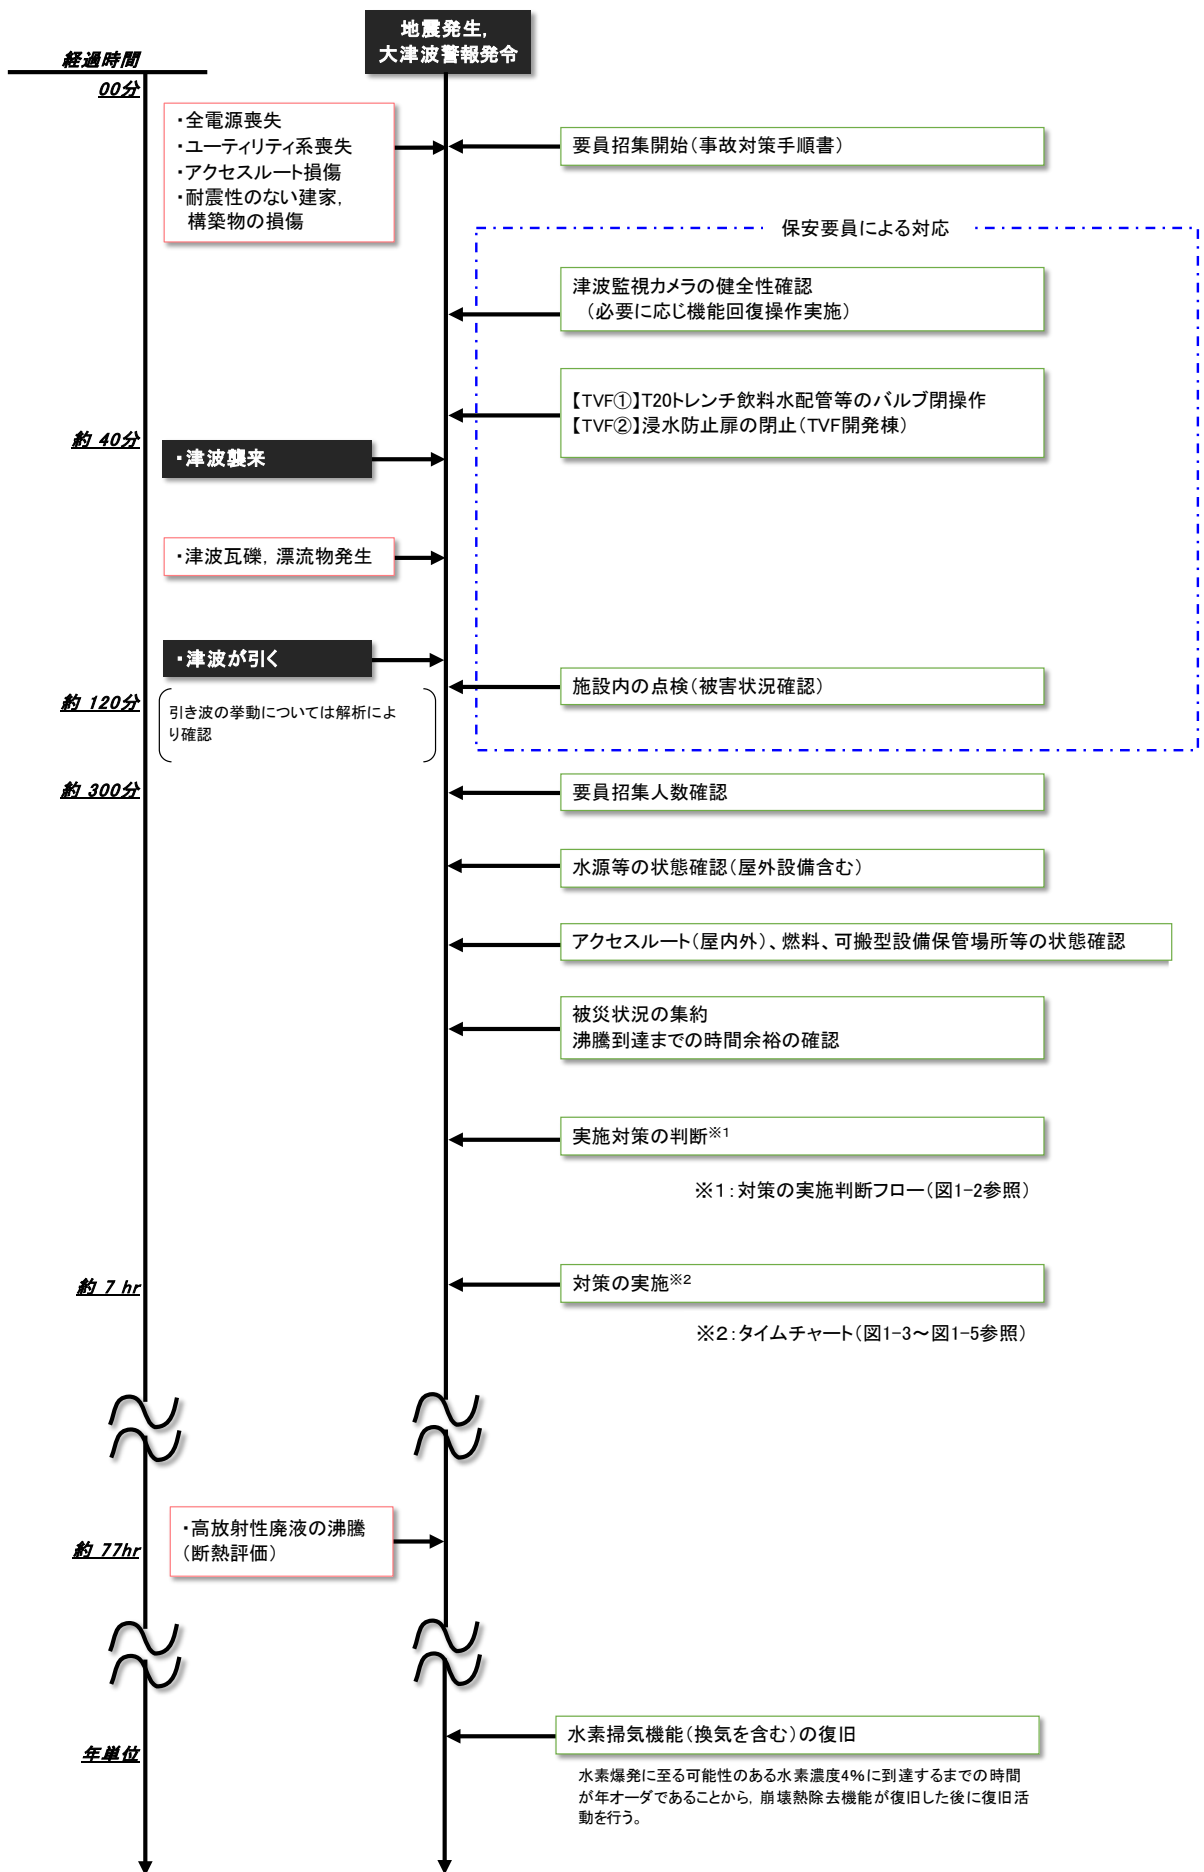 地震発生，
大津波警報発令
経過時間
00分
・全電源喪失
・ユーティリティ系喪失
・アクセスルート損傷
・耐震性のない建家，
構築物の損傷
要員招集開始（事故対策手順書）
保安要員による対応
津波監視カメラの健全性確認
（必要に応じ機能回復操作実施）
【TVF①】T20トレンチ飲料水配管等のバルブ閉操作
【TVF②】浸水防止扉の閉止（TVF開発棟）
約 40分
・津波襲来
・津波瓦礫，漂流物発生
・津波が引く
施設内の点検（被害状況確認）
約 120分
引き波の挙動については解析によ
り確認
約 300分
要員招集人数確認
水源等の状態確認（屋外設備含む）
アクセスルート（屋内外）、燃料、可搬型設備保管場所等の状態確認
被災状況の集約
沸騰到達までの時間余裕の確認
実施対策の判断※1
※１：対策の実施判断フロー（図1-2参照）
約 7 hr
対策の実施※2
※２：タイムチャート（図1-3～図1-5参照）
・高放射性廃液の沸騰
（断熱評価）
約 77hr
水素掃気機能（換気を含む）の復旧
年単位
水素爆発に至る可能性のある水素濃度4%に到達するまでの時間
が年オーダであることから，崩壊熱除去機能が復旧した後に復旧活
動を行う。